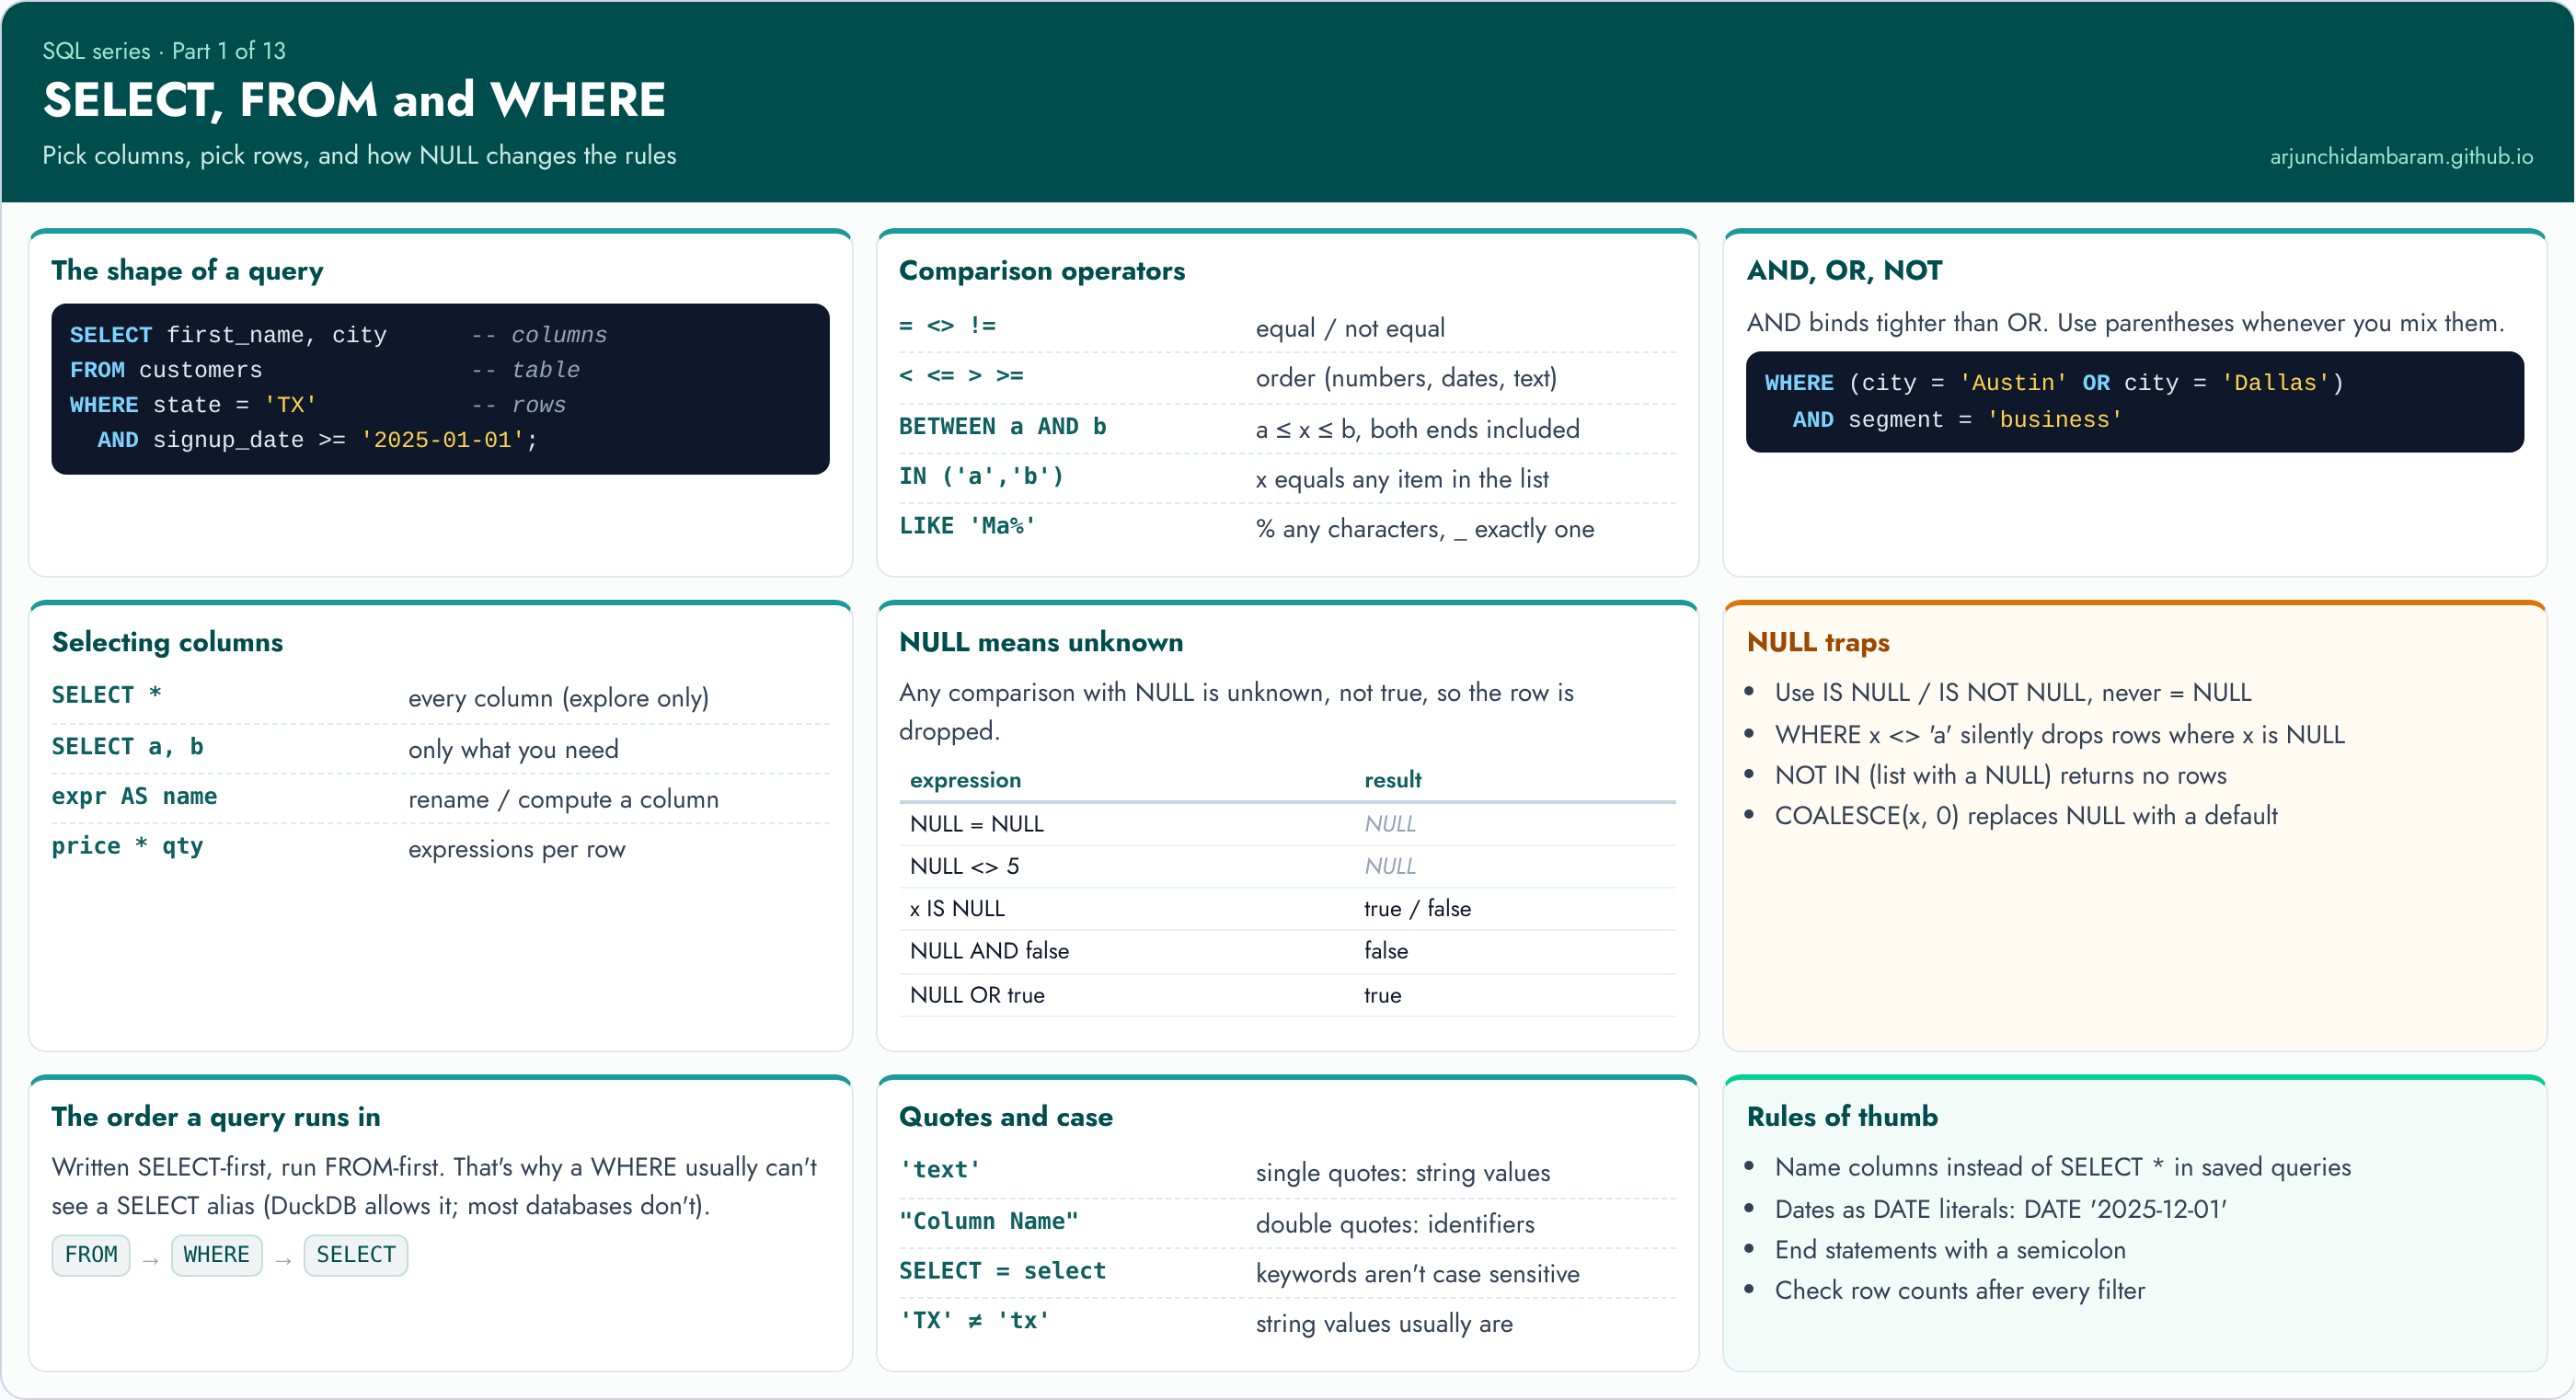 SQL series · Part 1 of 13
SELECT, FROM and WHERE
Pick columns, pick rows, and how NULL changes the rules
arjunchidambaram.github.io
The shape of a query
SELECT first_name, city -- columns
FROM customers -- table
WHERE state = 'TX' -- rows
AND signup_date >= '2025-01-01';
Comparison operators
= <> != equal / not equal
< <= > >= order (numbers, dates, text)
BETWEEN a AND b a ≤ x ≤ b, both ends included
IN ('a','b') x equals any item in the list
LIKE 'Ma%' % any characters, _ exactly one
AND, OR, NOT
AND binds tighter than OR. Use parentheses whenever you mix them.
WHERE (city = 'Austin' OR city = 'Dallas')
AND segment = 'business'
Selecting columns
SELECT * every column (explore only)
SELECT a, b only what you need
expr AS name rename / compute a column
price * qty expressions per row
NULL means unknown
Any comparison with NULL is unknown, not true, so the row is
dropped.
expression result
NULL = NULL NULL
NULL <> 5 NULL
x IS NULL true / false
NULL AND false false
NULL OR true true
NULL traps
• Use IS NULL / IS NOT NULL, never = NULL
• WHERE x <> 'a' silently drops rows where x is NULL
• NOT IN (list with a NULL) returns no rows
• COALESCE(x, 0) replaces NULL with a default
The order a query runs in
Written SELECT-first, run FROM-first. That's why a WHERE usually can't
see a SELECT alias (DuckDB allows it; most databases don't).
FROM → WHERE → SELECT
Quotes and case
'text' single quotes: string values
"Column Name" double quotes: identifiers
SELECT = select keywords aren't case sensitive
'TX' ≠ 'tx' string values usually are
Rules of thumb
• Name columns instead of SELECT * in saved queries
• Dates as DATE literals: DATE '2025-12-01'
• End statements with a semicolon
• Check row counts after every filter